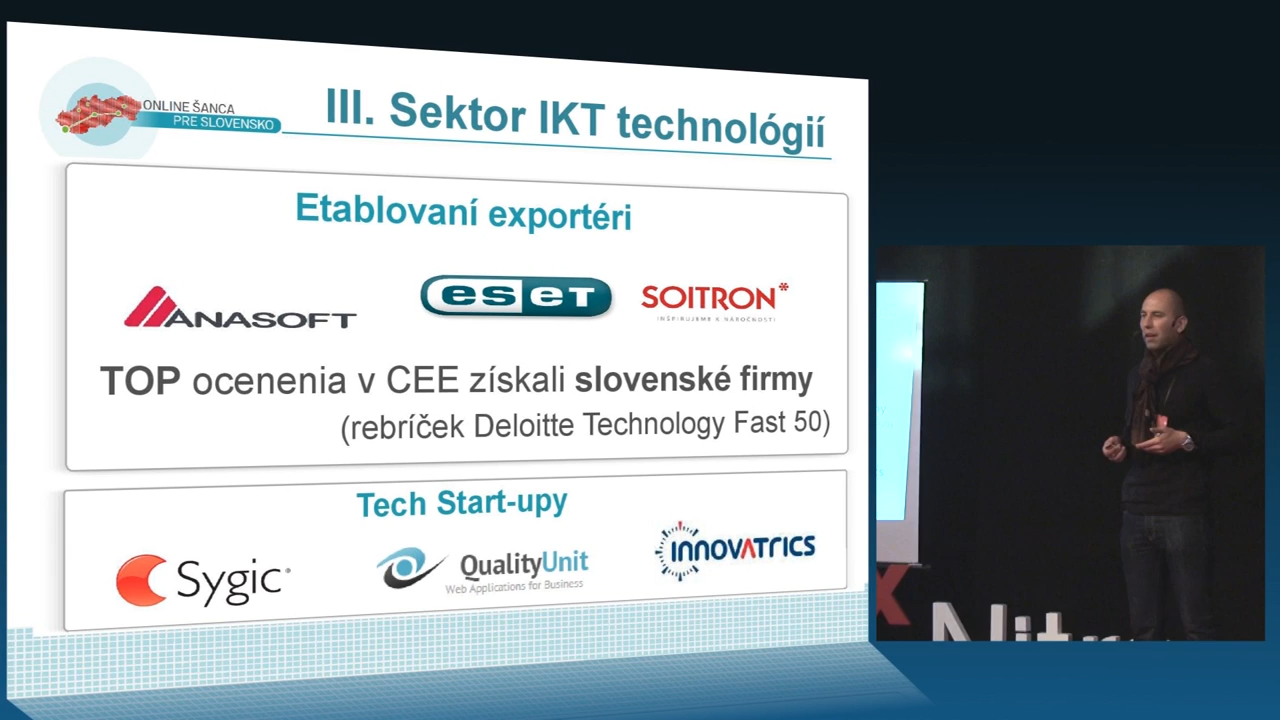 ONLINE ŠANCA
PRE SLOVENSKO
III. Sektor IKT technológií
Etablovaní exportéri
ANASOFT
eseT
SOITRON*
INŠPIRUJEME K NÁROČNOSTI
TOP ocenenia v CEE získali slovenské firmy
(rebríček Deloitte Technology Fast 50)
Tech Start-upy
Sygic
QualityUnit
Web Applications for Business
INNOVATRICS
x
Nitr